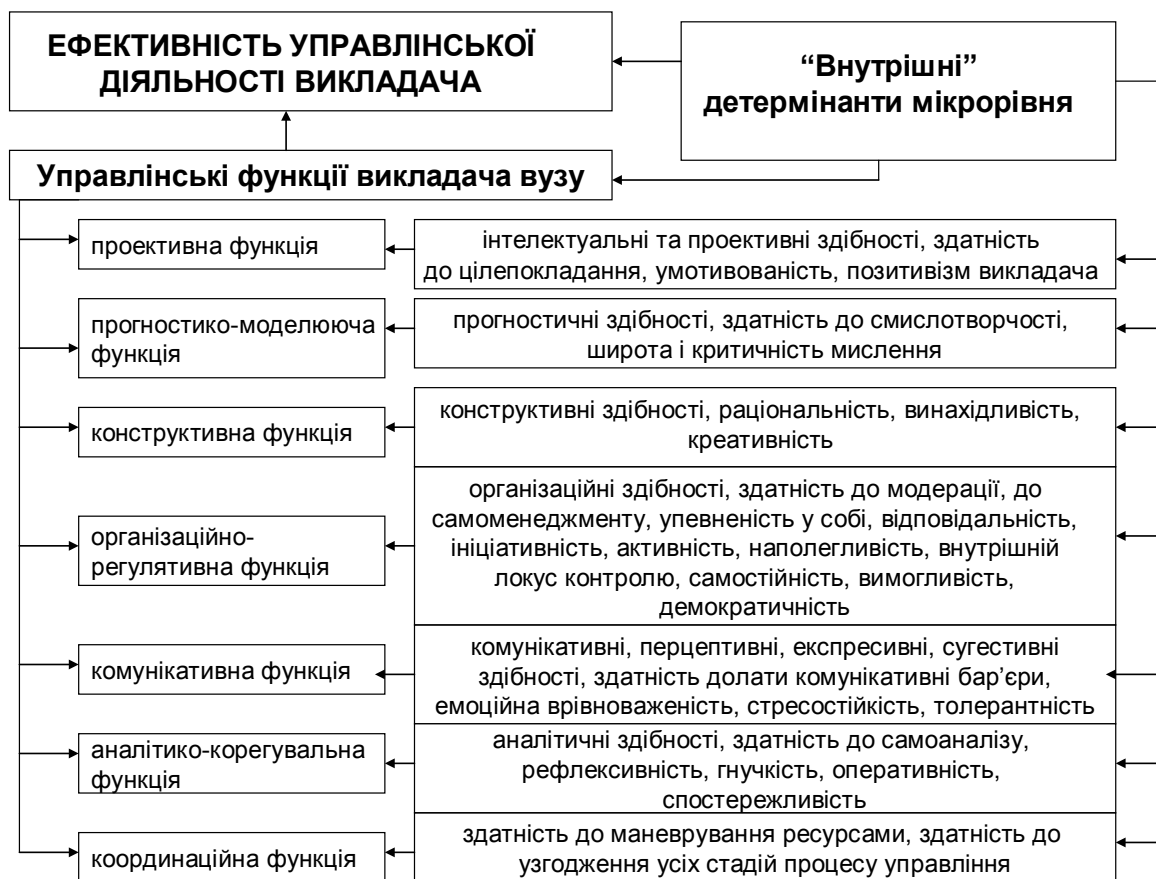 ЕФЕКТИВНІСТЬ УПРАВЛІНСЬКОЇ
ДІЯЛЬНОСТІ ВИКЛАДАЧА
“Внутрішні”
детермінанти мікрорівня
Управлінські функції викладача вузу
проективна функція
інтелектуальні та проективні здібності, здатність
до цілепокладання, умотивованість, позитивізм викладача
прогностико-моделююча
функція
прогностичні здібності, здатність до смислотворчості,
широта і критичність мислення
конструктивна функція
конструктивні здібності, раціональність, винахідливість,
креативність
організаційно-
регулятивна функція
організаційні здібності, здатність до модерації, до
самоменеджменту, упевненість у собі, відповідальність,
ініціативність, активність, наполегливість, внутрішній
локус контролю, самостійність, вимогливість,
демократичність
комунікативна функція
комунікативні, перцептивні, експресивні, сугестивні
здібності, здатність долати комунікативні бар’єри,
емоційна врівноваженість, стресостійкість, толерантність
аналітико-корегувальна
функція
аналітичні здібності, здатність до самоаналізу,
рефлексивність, гнучкість, оперативність,
спостережливість
координаційна функція
здатність до маневрування ресурсами, здатність до
узгодження усіх стадій процесу управління